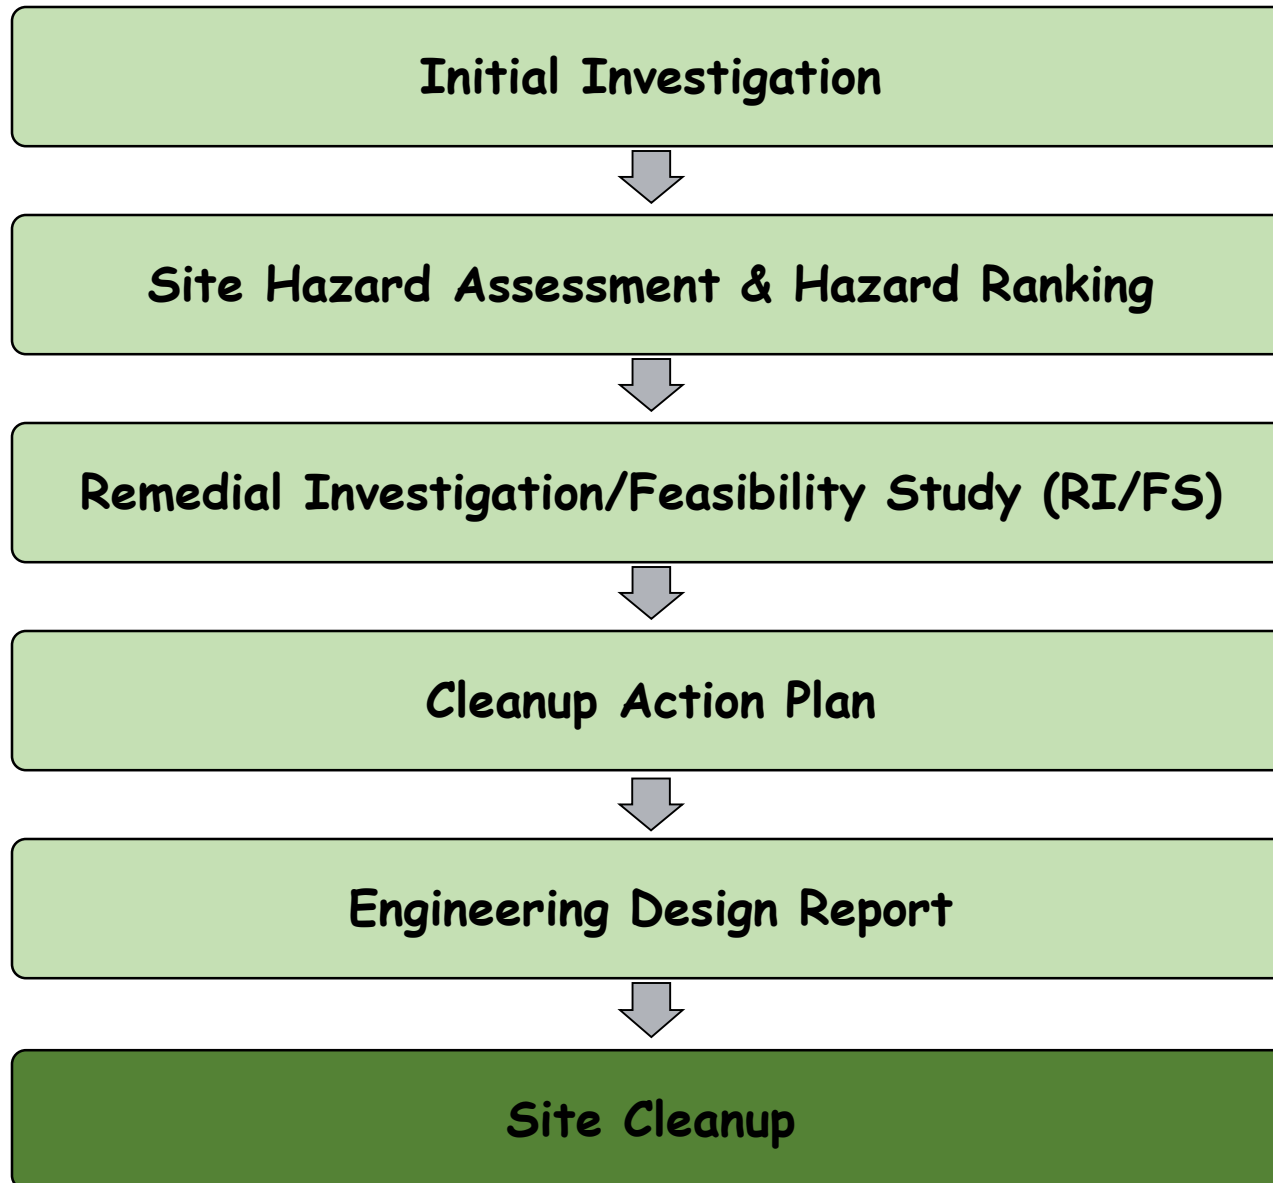 Initial Investigation
Site Hazard Assessment & Hazard Ranking
Remedial Investigation/Feasibility Study (RI/FS)
Cleanup Action Plan
Engineering Design Report
Site Cleanup